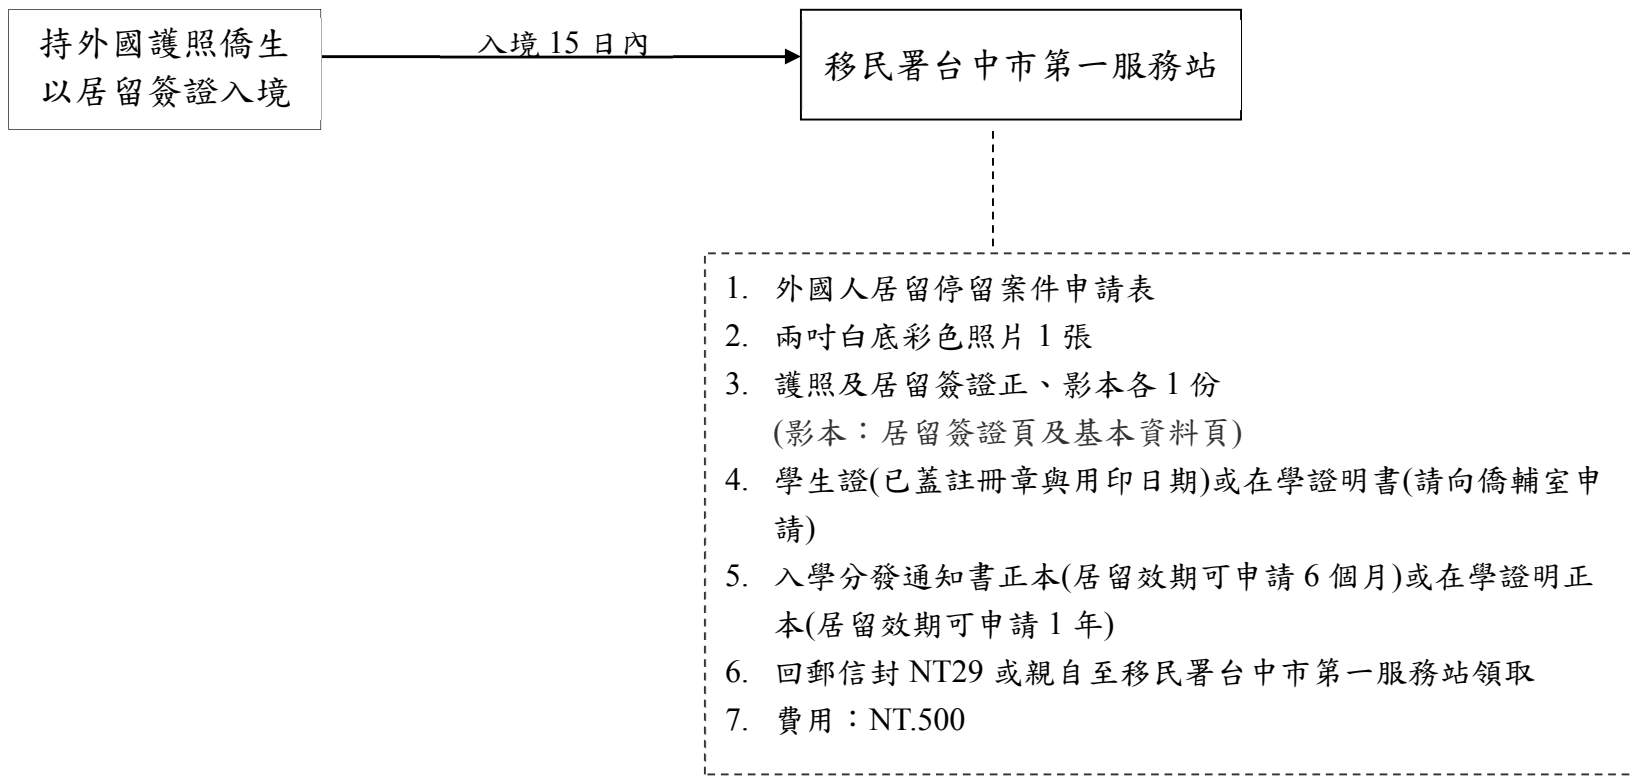 持外國護照僑生
以居留簽證入境
入境 15 日內
移民署台中市第一服務站
1. 外國人居留停留案件申請表
2. 兩吋白底彩色照片 1 張
3. 護照及居留簽證正、影本各 1 份
(影本：居留簽證頁及基本資料頁)
4. 學生證(已蓋註冊章與用印日期)或在學證明書(請向僑輔室申
請)
5. 入學分發通知書正本(居留效期可申請 6 個月)或在學證明正
本(居留效期可申請 1 年)
6. 回郵信封 NT29 或親自至移民署台中市第一服務站領取
7. 費用：NT.500